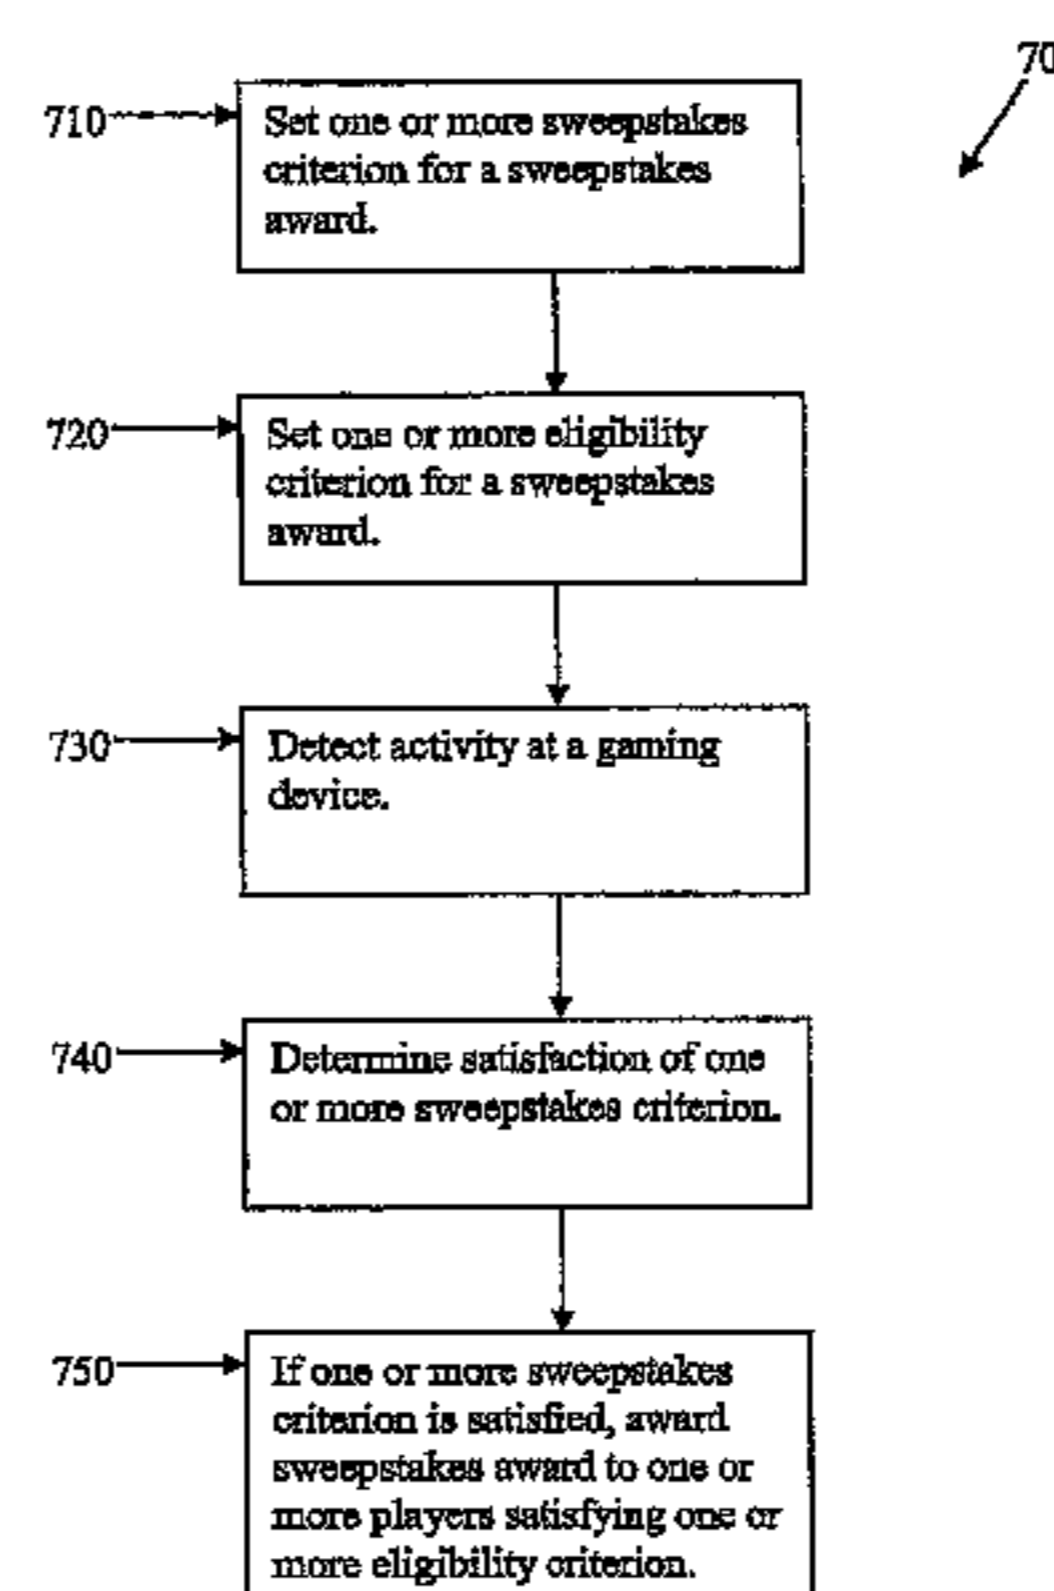 70
710
Set one or more sweepstakes
criterion for a sweepstakes
award.
720
Set one or more eligibility
criterion for a sweepstakes
award.
730
Detect activity at a gaming
device.
740
Determine satisfaction of one
or more sweepstakes criterion.
750
If one or more sweepstakes
criterion is satisfied, award
sweepstakes award to one or
more players satisfying one or
more eligibility criterion.